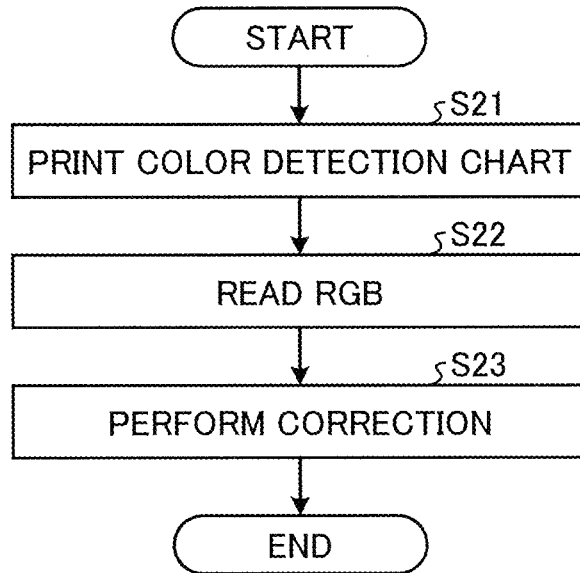 START
S21
PRINT COLOR DETECTION CHART
S22
READ RGB
S23
PERFORM CORRECTION
END